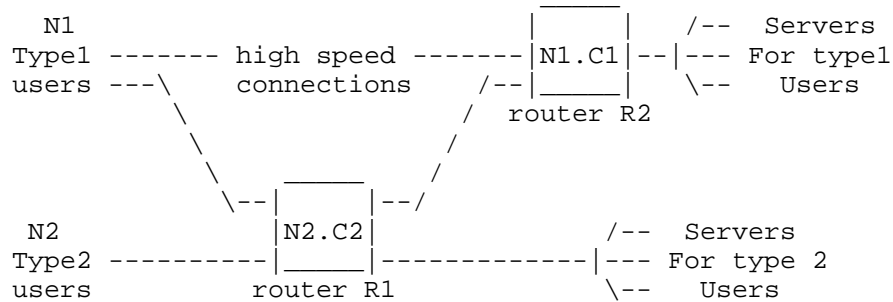 N1 /-- Servers
Type1 ------- high speed -------|N1.C1|--|--- For type1
users ---\ connections /--|_____| \-- Users
router R2
N2 |N2.C2| /-- Servers
Type2 ----------|_____|-------------|--- For type 2
users router R1 \-- Users